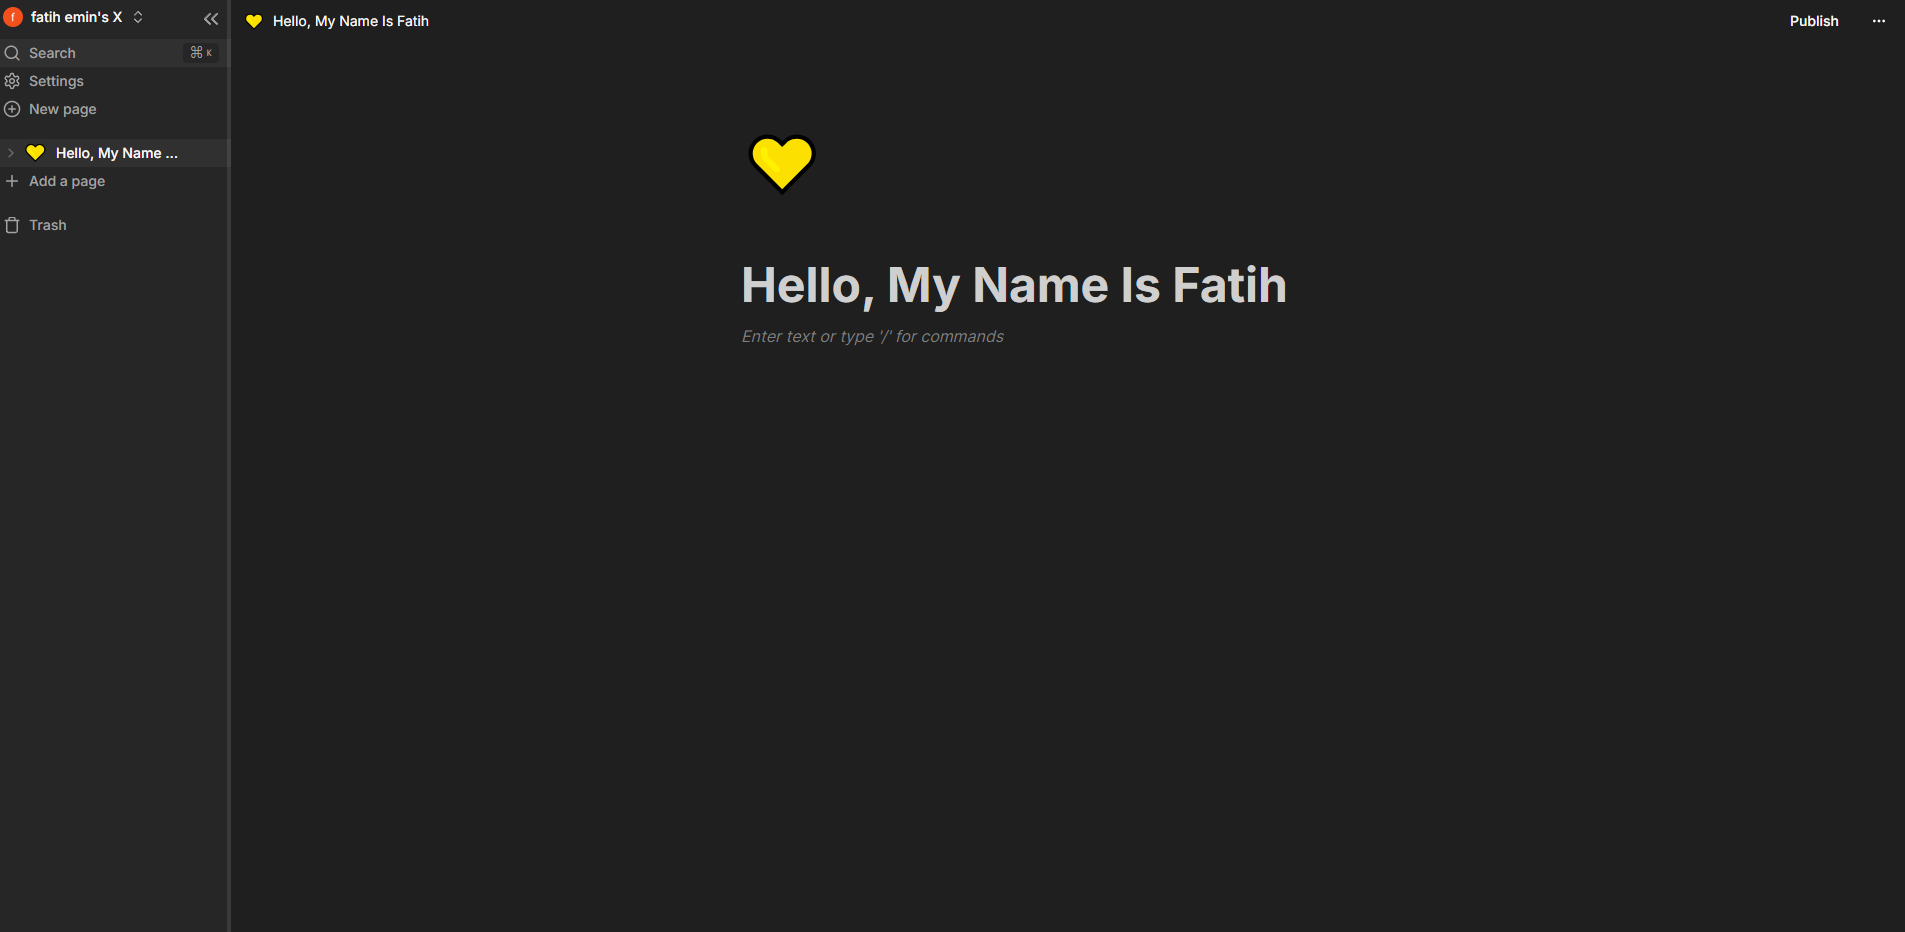 fatih emin's X
Search ⌘ K
Settings
New page
Hello, My Name ...
Add a page
Trash
Hello, My Name Is Fatih
Publish
Hello, My Name Is Fatih
Enter text or type '/' for commands